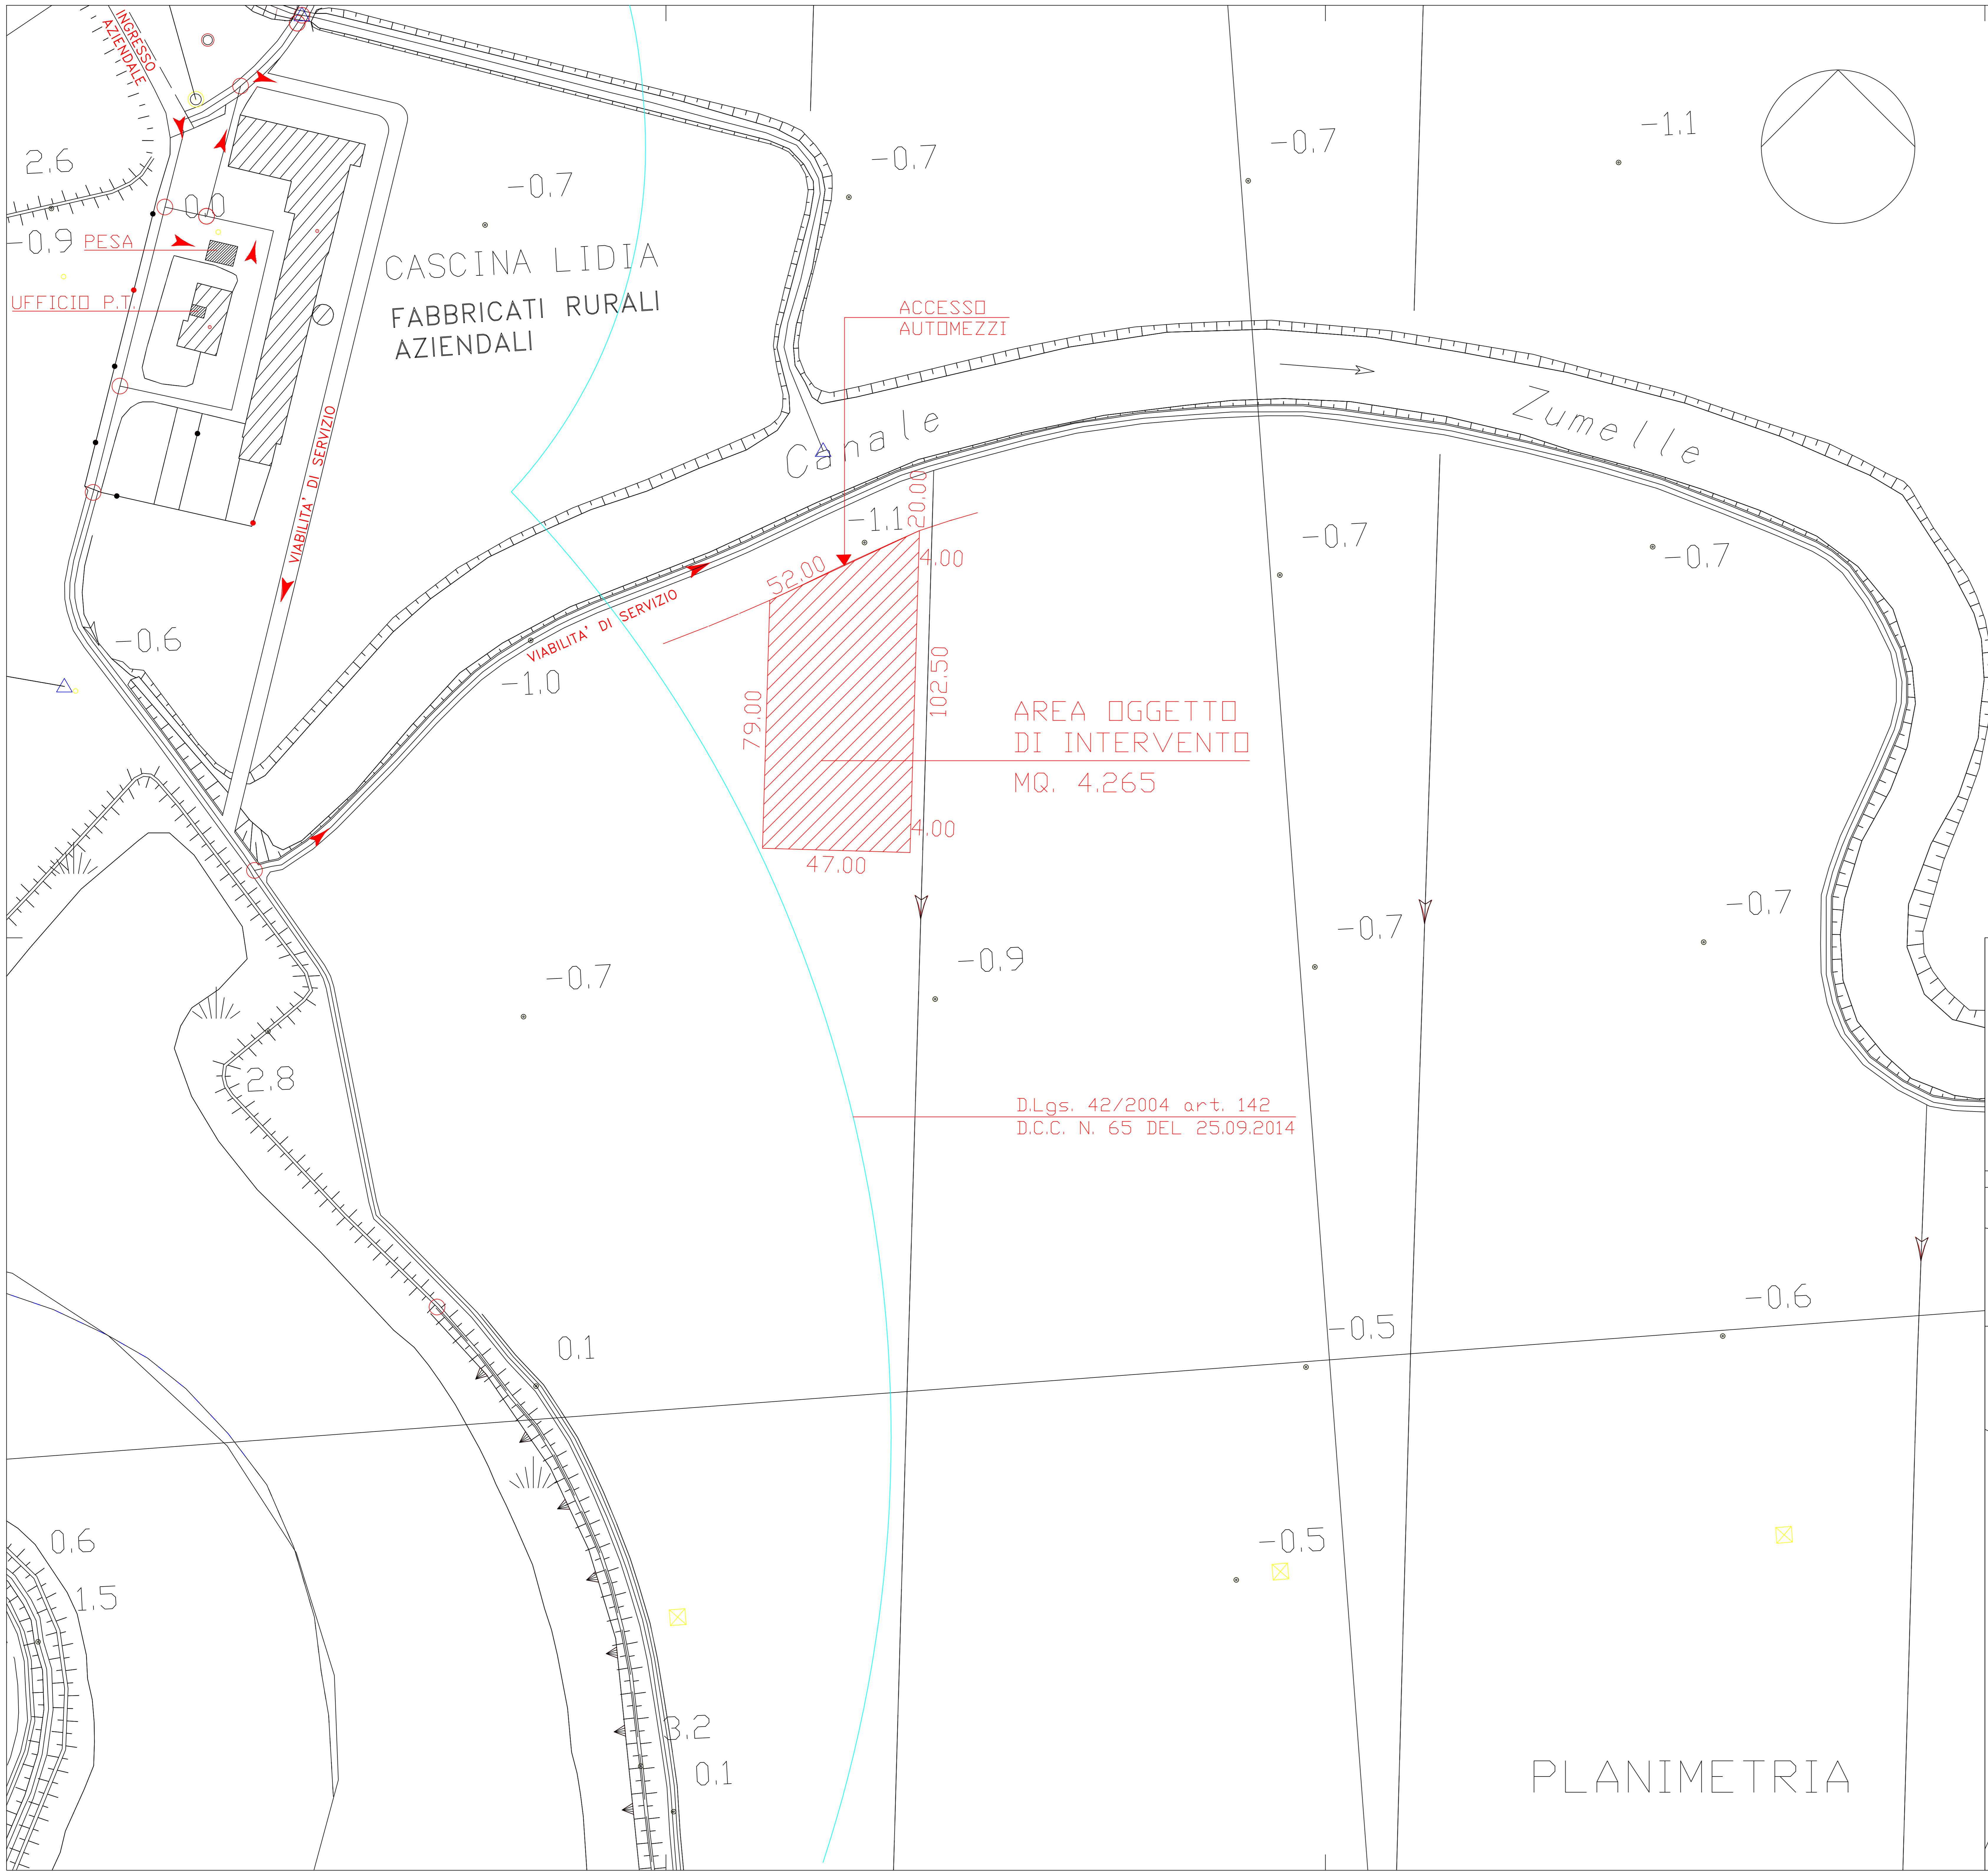 INGRESSO
AZIENDALE
2,6
-0,9
0,0
PESA
UFFICIO P.T.
-0,7
-0,7
-0,7
-1,1
CASCINA LIDIA
FABBRICATI RURALI
AZIENDALI
ACCESSO
AUTOMEZZI
VIABILITA' DI SERVIZIO
Canale
Zumelle
20.00
-1,1
4.00
52.00
-0,7
-0,7
VIABILITA' DI SERVIZIO
-0,6
-1,0
79.00
102.50
AREA OGGETTO
DI INTERVENTO
MQ. 4.265
4.00
47.00
-0,7
-0,9
-0,7
-0,7
2,8
D.Lgs. 42/2004 art. 142
D.C.C. N. 65 DEL 25.09.2014
-0,6
-0,5
0,1
-0,5
0,6
1,5
3,2
0,1
PLANIMETRIA